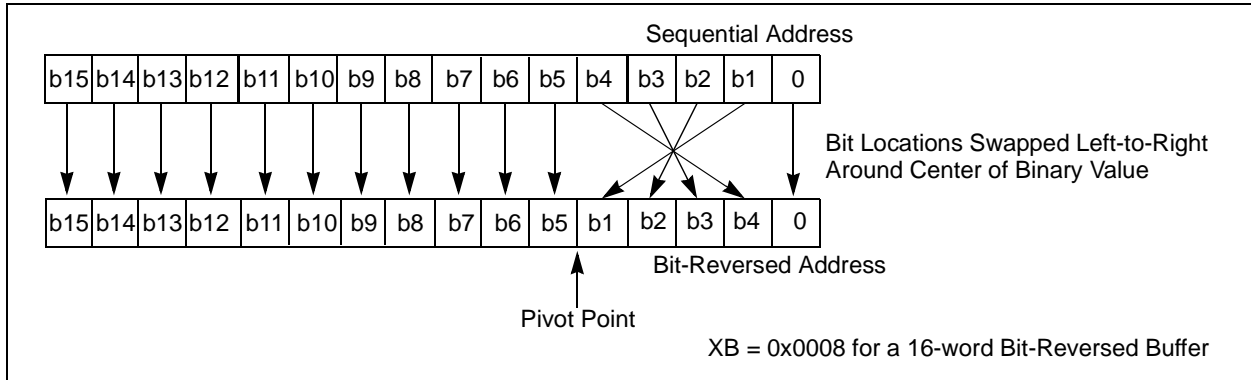 Sequential Address
b15 b14 b13 b12 b11 b10 b9 b8 b7 b6 b5 b4 b3 b2 b1 0
Bit Locations Swapped Left-to-Right
Around Center of Binary Value
b15 b14 b13 b12 b11 b10 b9 b8 b7 b6 b5 b1 b2 b3 b4 0
Bit-Reversed Address
Pivot Point
XB = 0x0008 for a 16-word Bit-Reversed Buffer